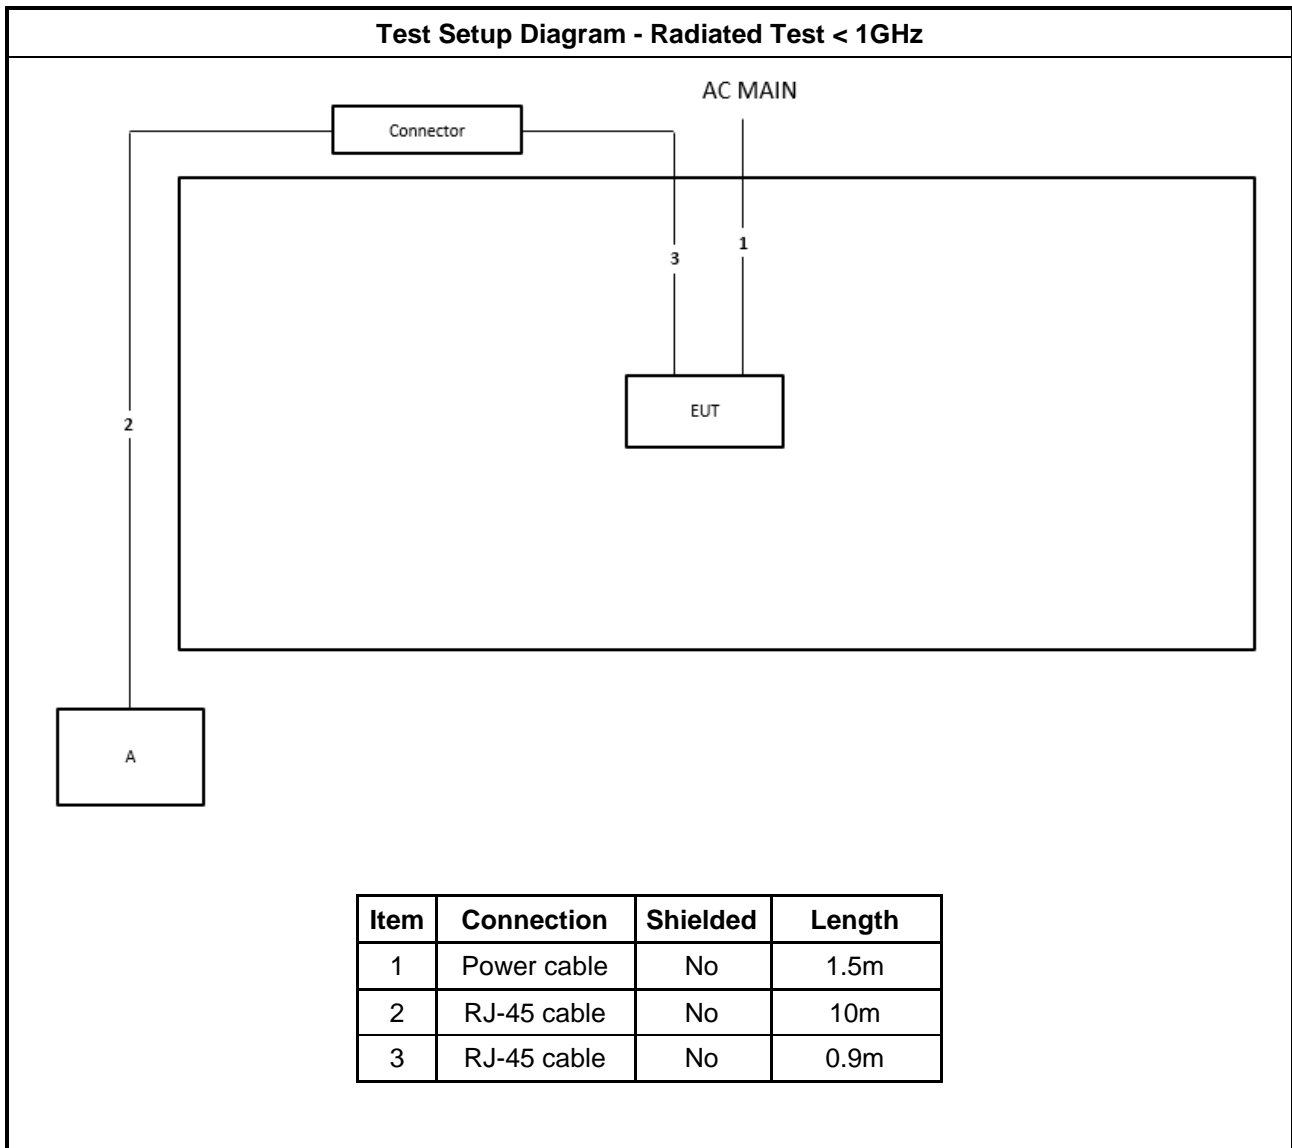 Test Setup Diagram - Radiated Test < 1GHz
AC MAIN
Connector
1
3
EUT
2
A
Item Connection Shielded Length
1 Power cable No 1.5m
2 RJ-45 cable No 10m
3 RJ-45 cable No 0.9m